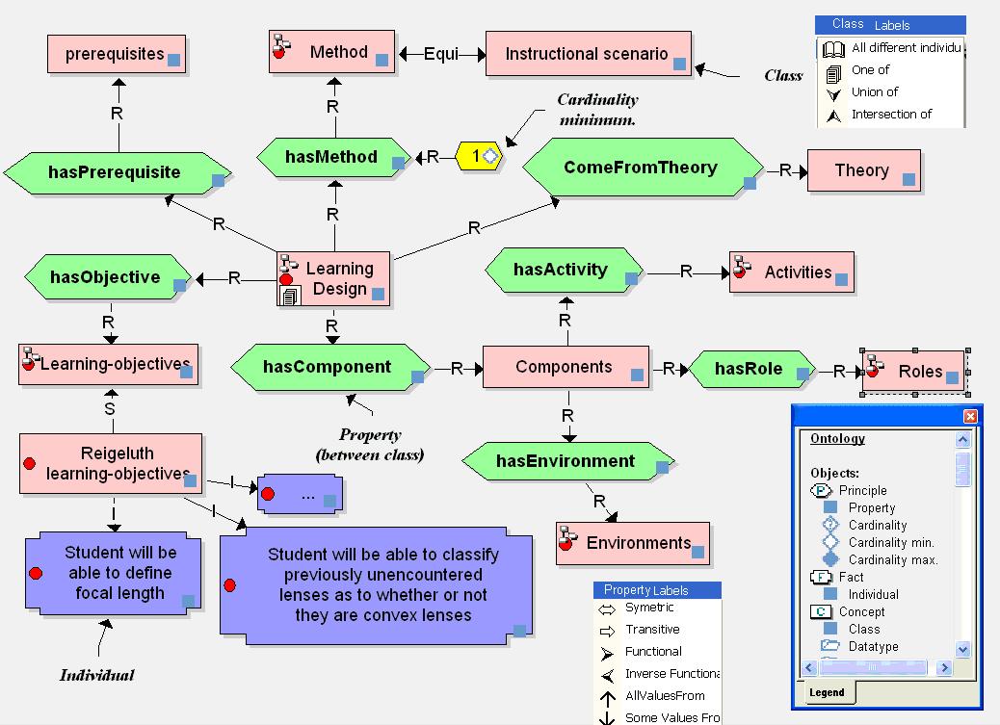 Class Labels
All different individu
One of
Union of
Intersection of
prerequisites
Method
Equi
Instructional scenario
Class
Cardinality
minimum.
R
R
hasPrerequisite
hasMethod
R
1
ComeFromTheory
R
Theory
R
R
R
hasObjective
R
Learning
Design
hasActivity
R
Activities
R
R
R
Learning-objectives
hasComponent
R
Components
R
hasRole
R
Roles
S
R
Property
(between class)
Reigeluth
learning-objectives
I
...
hasEnvironment
I
I
R
Student will be
able to define
focal length
Student will be able to classify
previously unencountered
lenses as to whether or not
they are convex lenses
Environments
Individual
Property Labels
Symetric
Transitive
Functional
Inverse Functiona
AllValuesFrom
Some Values Fro
Ontology
Objects:
P Principle
Property
Cardinality
Cardinality min.
Cardinality max.
F Fact
Individual
C Concept
Class
Datatype
Legend